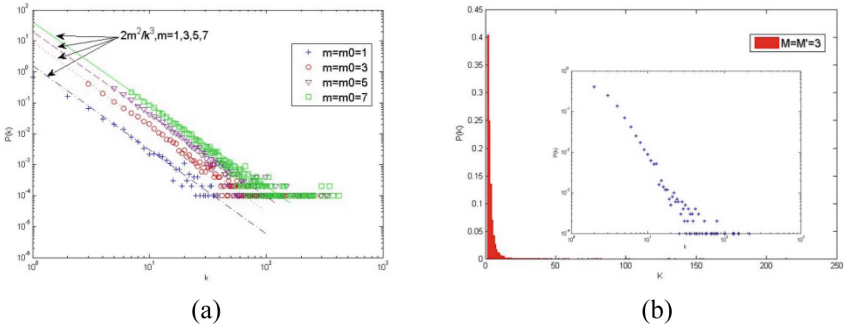 2m²/k³,m=1,3,5,7
m=m0=1
m=m0=3
m=m0=5
m=m0=7
P(k)
10²
10¹
10⁰
10⁻¹
10⁻²
10⁻³
10⁻⁴
10⁻⁵
10⁻⁶
10⁰
10¹
10²
10³
k
(a)
M=M'=3
P(K)
0.45
0.4
0.35
0.3
0.25
0.2
0.15
0.1
0.05
0
0
50
100
150
200
250
K
P(k)
k
(b)